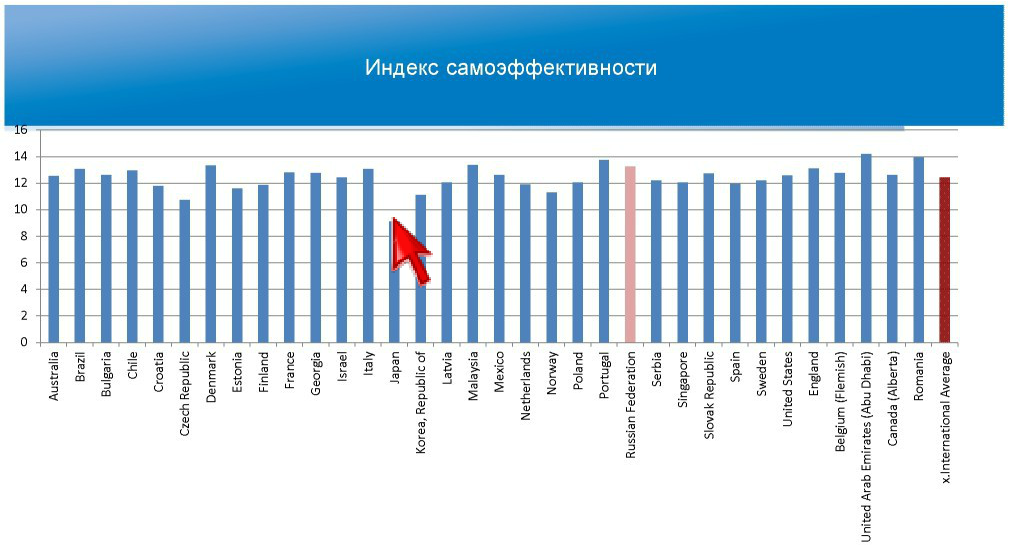 Индекс самоэффективности
16
14
12
10
8
6
4
2
0
Australia
Brazil
Bulgaria
Chile
Croatia
Czech Republic
Denmark
Estonia
Finland
France
Georgia
Israel
Italy
Japan
Korea, Republic of
Latvia
Malaysia
Mexico
Netherlands
Norway
Poland
Portugal
Russian Federation
Serbia
Singapore
Slovak Republic
Spain
Sweden
United States
England
Belgium (Flemish)
United Arab Emirates (Abu Dhabi)
Canada (Alberta)
Romania
x.International Average